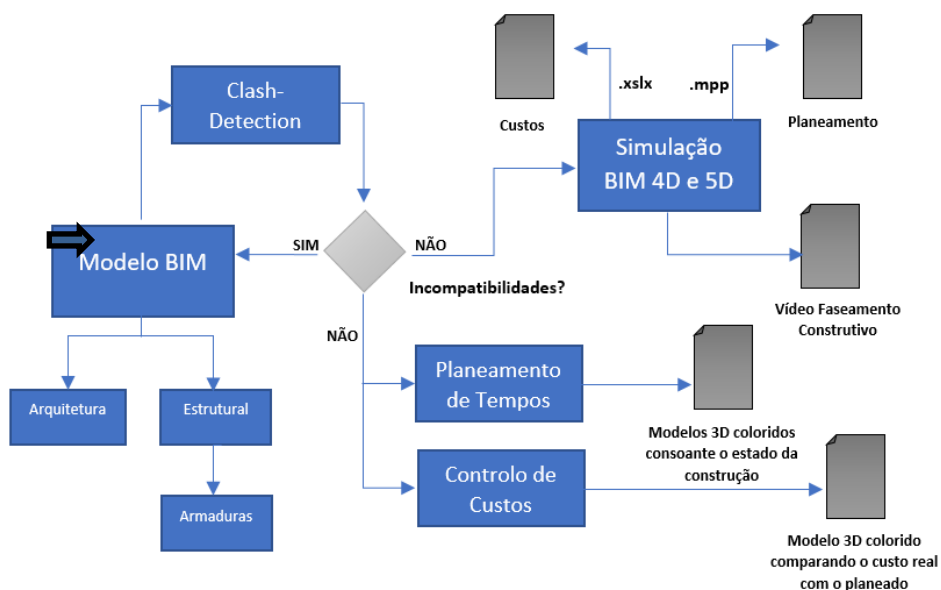 Clash-
Detection
.xslx
.mpp
Custos
Planeamento
Simulação
BIM 4D e 5D
SIM
NÃO
Modelo BIM
Incompatibilidades?
Vídeo Faseamento
Construtivo
NÃO
Planeamento
de Tempos
Arquitetura
Estrutural
Modelos 3D coloridos
consoante o estado da
construção
Controlo de
Custos
Armaduras
Modelo 3D colorido
comparando o custo real
com o planeado